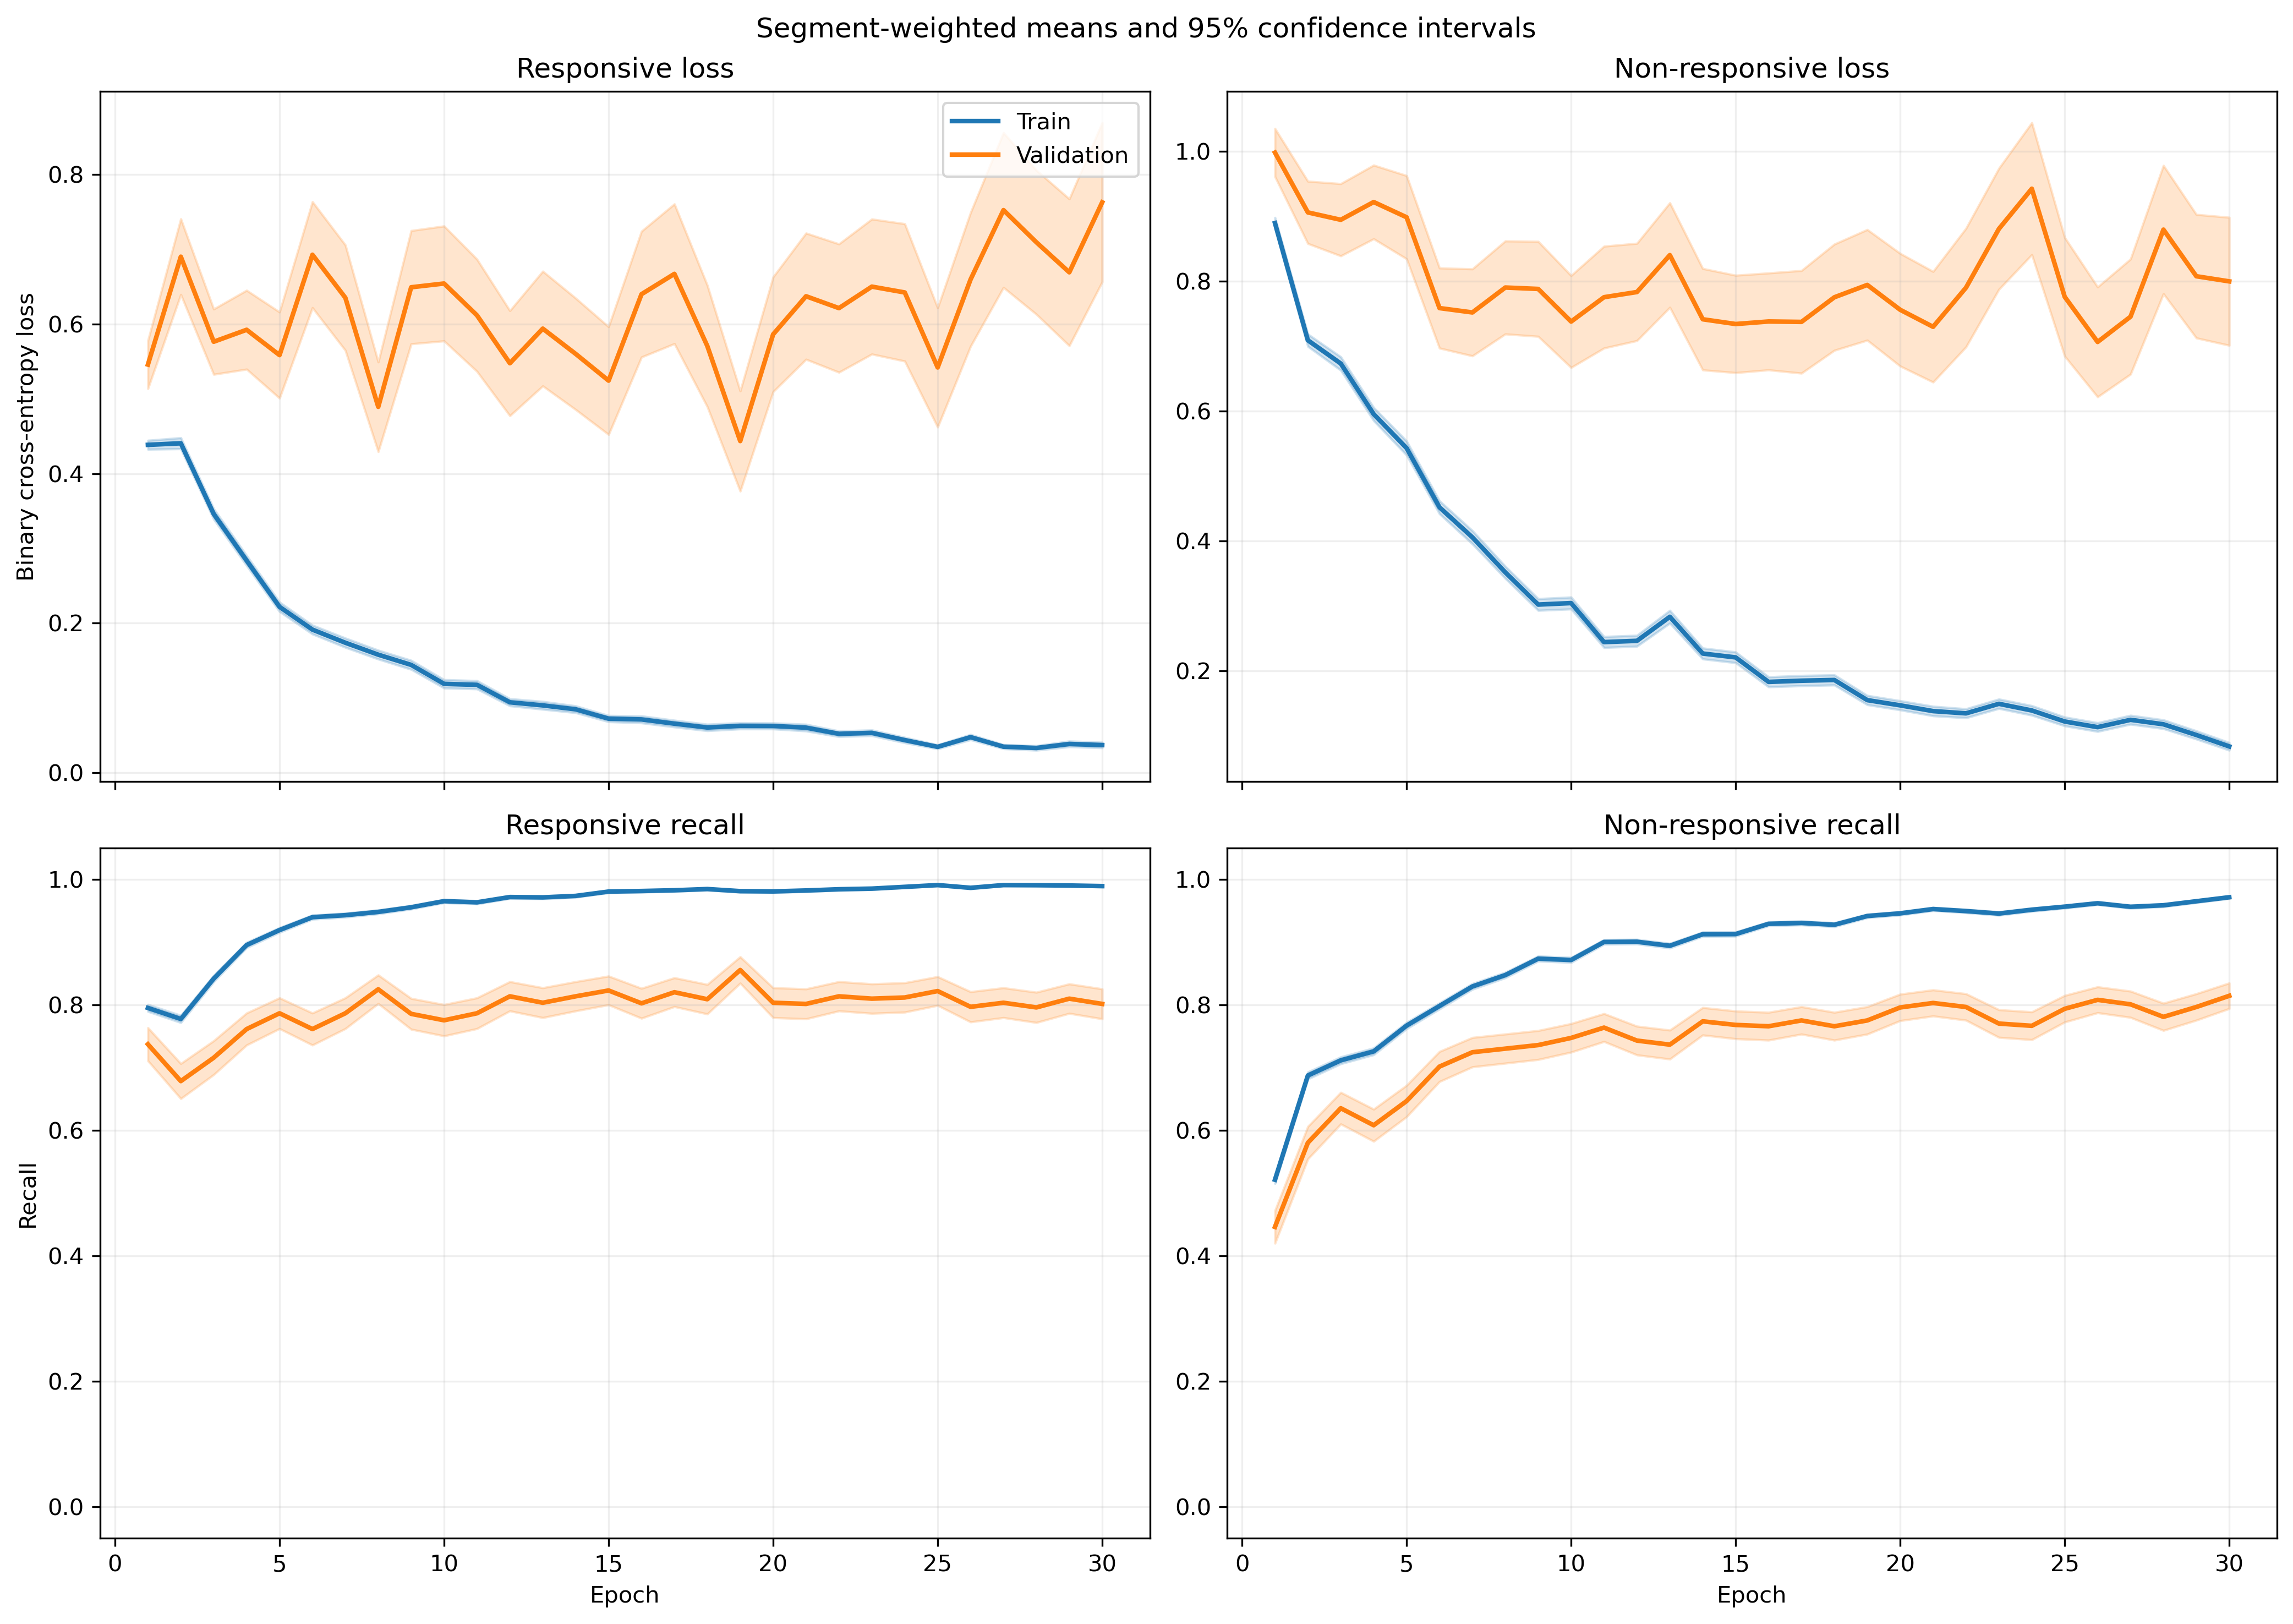 Segment-weighted means and 95% confidence intervals
Responsive loss
Non-responsive loss
Train
Validation
Binary cross-entropy loss
0.8
0.6
0.4
0.2
0.0
1.0
0.8
0.6
0.4
0.2
Responsive recall
Non-responsive recall
Recall
1.0
0.8
0.6
0.4
0.2
0.0
1.0
0.8
0.6
0.4
0.2
0.0
0 5 10 15 20 25 30
0 5 10 15 20 25 30
Epoch
Epoch